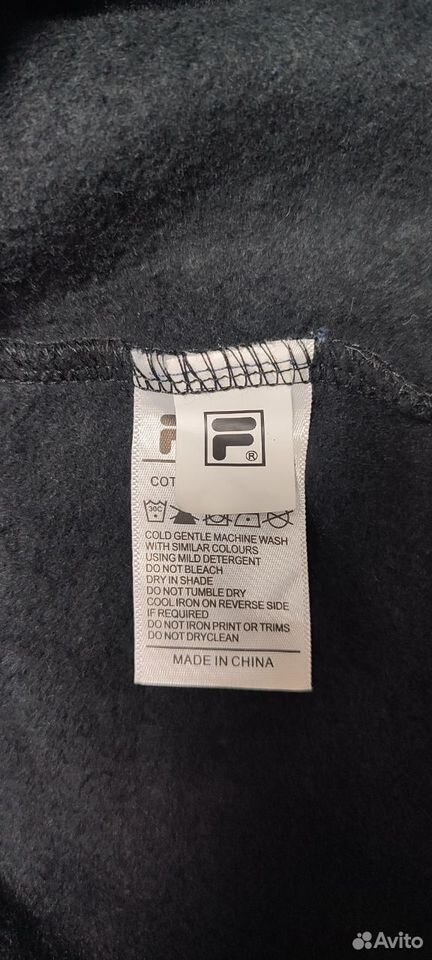 F
®
COT
30C
COLD GENTLE MACHINE WASH
WITH SIMILAR COLOURS
USING MILD DETERGENT
DO NOT BLEACH
DRY IN SHADE
DO NOT TUMBLE DRY
COOL IRON ON REVERSE SIDE
IF REQUIRED
DO NOT IRON PRINT OR TRIMS
DO NOT DRYCLEAN
MADE IN CHINA
Avito